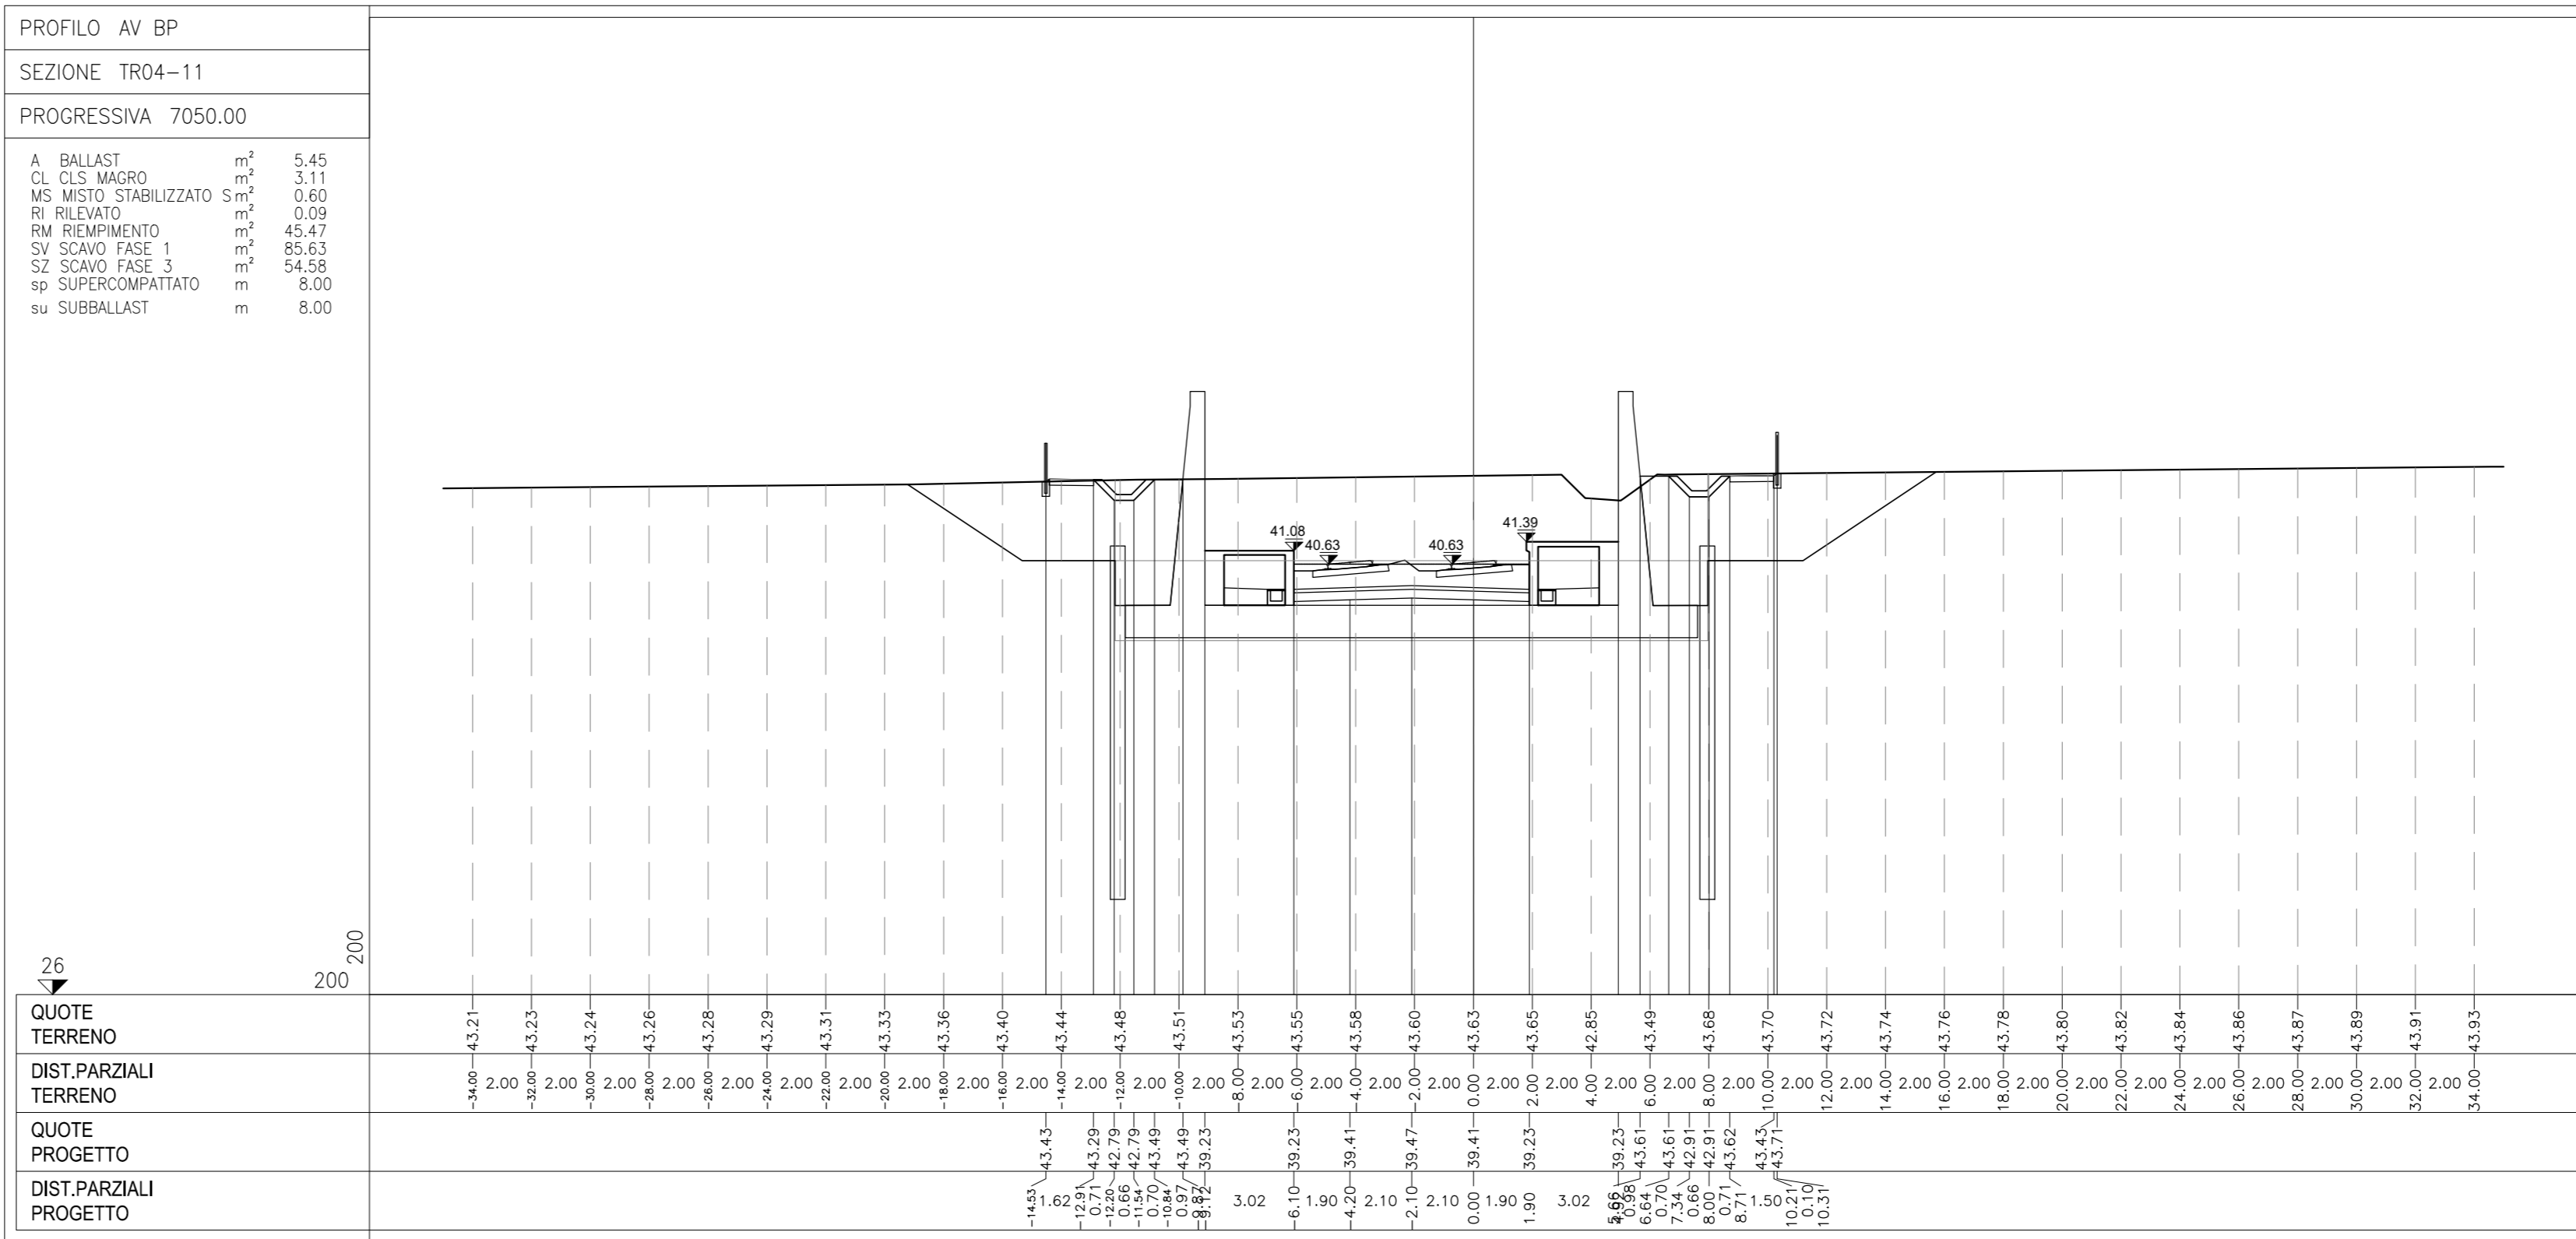 PROFILO AV BP
SEZIONE TR04-11
PROGRESSIVA 7050.00
A BALLAST m² 5.45
CL CLS MAGRO m² 3.11
MS MISTO STABILIZZATO S m² 0.60
RI RILEVATO m² 0.09
RM RIEMPIMENTO m² 45.47
SV SCAVO FASE 1 m² 85.63
SZ SCAVO FASE 3 m² 54.58
sp SUPERCOMPATTATO m 8.00
su SUBBALLAST m 8.00
41.08 40.63 40.63 41.39
26 200 200
QUOTE
TERRENO
43.21 43.23 43.24 43.26 43.28 43.29 43.31 43.33 43.36 43.40 43.44 43.48 43.51 43.53 43.55 43.58 43.60 43.63 43.65 42.85 43.49 43.68 43.70 43.72 43.74 43.76 43.78 43.80 43.82 43.84 43.86 43.87 43.89 43.91 43.93
DIST.PARZIALI
TERRENO
-34.00 2.00 -32.00 2.00 -30.00 2.00 -28.00 2.00 -26.00 2.00 -24.00 2.00 -22.00 2.00 -20.00 2.00 -18.00 2.00 -16.00 2.00 -14.00 2.00 -12.00 2.00 -10.00 2.00 -8.00 2.00 -6.00 2.00 -4.00 2.00 -2.00 2.00 0.00 2.00 2.00 2.00 4.00 2.00 6.00 2.00 8.00 2.00 10.00 2.00 12.00 2.00 14.00 2.00 16.00 2.00 18.00 2.00 20.00 2.00 22.00 2.00 24.00 2.00 26.00 2.00 28.00 2.00 30.00 2.00 32.00 2.00 34.00
QUOTE
PROGETTO
43.43 43.29 42.79 42.79 43.49 43.49 39.23 39.23 39.41 39.47 39.41 39.23 39.23 43.61 43.61 42.91 42.91 43.62 43.43 43.71
DIST.PARZIALI
PROGETTO
-14.53 1.62 -12.91 0.71 -12.20 0.66 -11.54 0.70 -10.84 0.97 9.87 9.12 3.02 6.10 1.90 4.20 2.10 2.10 2.10 0.00 1.90 1.90 3.02 4.92 5.66 0.98 6.64 0.70 7.34 0.66 8.00 0.71 8.71 1.50 10.21 0.10 10.31